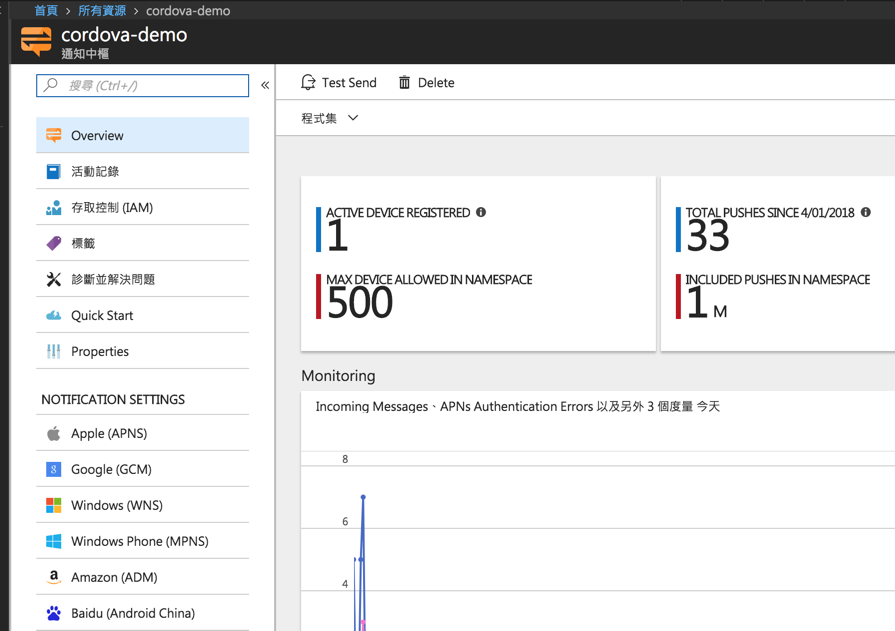 首頁 > 所有資源 > cordova-demo
cordova-demo
通知中樞
搜尋 (Ctrl+/)
«
Test Send
Delete
程式集
Overview
活動記錄
存取控制 (IAM)
標籤
診斷並解決問題
Quick Start
Properties
NOTIFICATION SETTINGS
Apple (APNS)
Google (GCM)
Windows (WNS)
Windows Phone (MPNS)
Amazon (ADM)
Baidu (Android China)
ACTIVE DEVICE REGISTERED
1
MAX DEVICE ALLOWED IN NAMESPACE
500
TOTAL PUSHES SINCE 4/01/2018
33
INCLUDED PUSHES IN NAMESPACE
1 M
Monitoring
Incoming Messages、APNs Authentication Errors 以及另外 3 個度量 今天
8
6
4